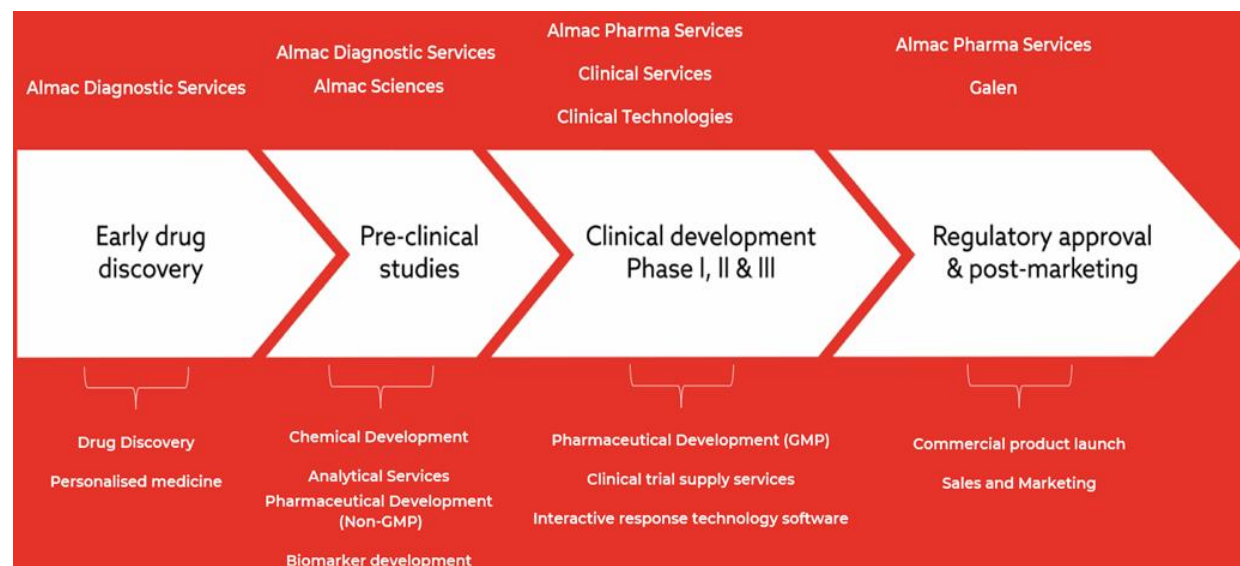 Almac Diagnostic Services
Almac Diagnostic Services
Almac Sciences
Almac Pharma Services
Clinical Services
Clinical Technologies
Almac Pharma Services
Galen
Early drug
discovery
Pre-clinical
studies
Clinical development
Phase I, II & III
Regulatory approval
& post-marketing
Drug Discovery
Personalised medicine
Chemical Development
Analytical Services
Pharmaceutical Development
(Non-GMP)
Biomarker development
Pharmaceutical Development (GMP)
Clinical trial supply services
Interactive response technology software
Commercial product launch
Sales and Marketing